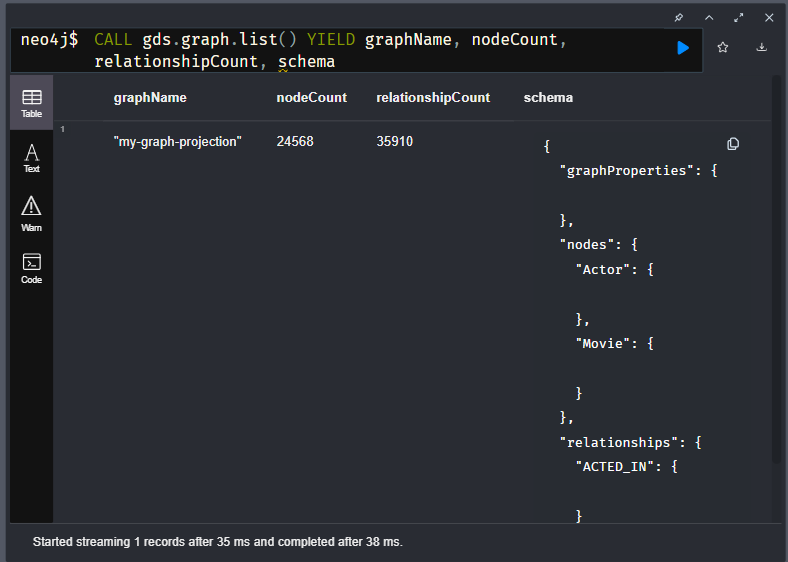 neo4j$ CALL gds.graph.list() YIELD graphName, nodeCount,
relationshipCount, schema
Table
Text
Warn
Code
graphName nodeCount relationshipCount schema
1
"my-graph-projection" 24568 35910
{
"graphProperties": {
},
"nodes": {
"Actor": {
},
"Movie": {
}
},
"relationships": {
"ACTED_IN": {
}
Started streaming 1 records after 35 ms and completed after 38 ms.